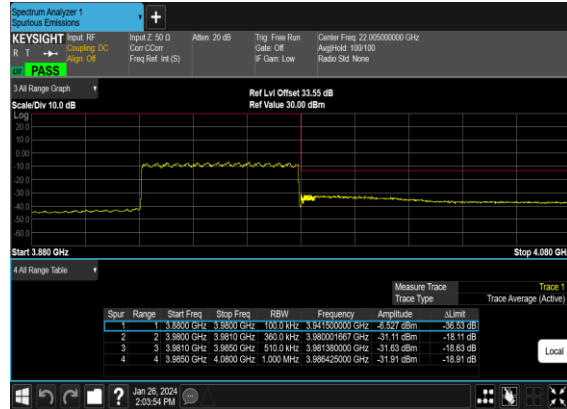 Spectrum Analyzer 1
Spurious Emissions
KEYSIGHT Input: RF Input Z: 50 Ω Atten: 20 dB Trig: Free Run Center Freq: 22.005000000 GHz
R T Coupling: DC Corr CCorr Gate: Off Avg|Hold: 100/100
Align: Off Freq Ref: Int (S) IF Gain: Low Radio Std: None
PASS
3 All Range Graph
Ref Lvl Offset 33.55 dB
Scale/Div 10.0 dB Ref Value 30.00 dBm
Log
20.0
10.0
0.00
-10.0
-20.0
-30.0
-40.0
-50.0
-60.0
Start 3.880 GHz Stop 4.080 GH
4 All Range Table
Measure Trace Trace 1
Trace Type Trace Average (Active)
Spur Range Start Freq Stop Freq RBW Frequency Amplitude ΔLimit
1 1 3.8800 GHz 3.9800 GHz 100.0 kHz 3.941500000 GHz -6.527 dBm -36.53 dB
2 2 3.9800 GHz 3.9810 GHz 360.0 kHz 3.980001667 GHz -31.11 dBm -18.11 dB
3 3 3.9810 GHz 3.9850 GHz 510.0 kHz 3.981380000 GHz -31.63 dBm -18.63 dB
4 4 3.9850 GHz 4.0800 GHz 1.000 MHz 3.986425000 GHz -31.91 dBm -18.91 dB
Local
? Jan 26, 2024
2:03:54 PM